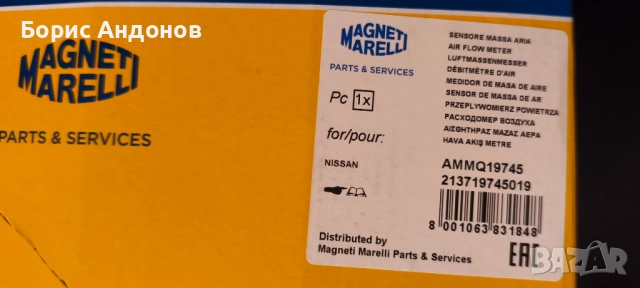 Борис Андонов
MAGNETI
MARELLI
PARTS & SERVICES
MAGNETI
MARELLI
PARTS & SERVICES
Pc 1x
for/pour:
NISSAN
Distributed by
Magneti Marelli Parts & Services
SENSORE MASSA ARIA
AIR FLOW METER
LUFTMASSENMESSER
DÉBITMÈTRE D'AIR
MEDIDOR DE MASA DE AIRE
SENSOR DE MASSA DE AR
PRZEPLYWOMIERZ POWIETRZA
РАСХОДОМЕР ВОЗДУХА
ΑΙΣΘΗΤΗΡΑΣ ΜΑΖΑΣ ΑΕΡΑ
HAVA AKIŞ METRE
AMMQ19745
213719745019
8 001063 831848
EAC
bazar.bg